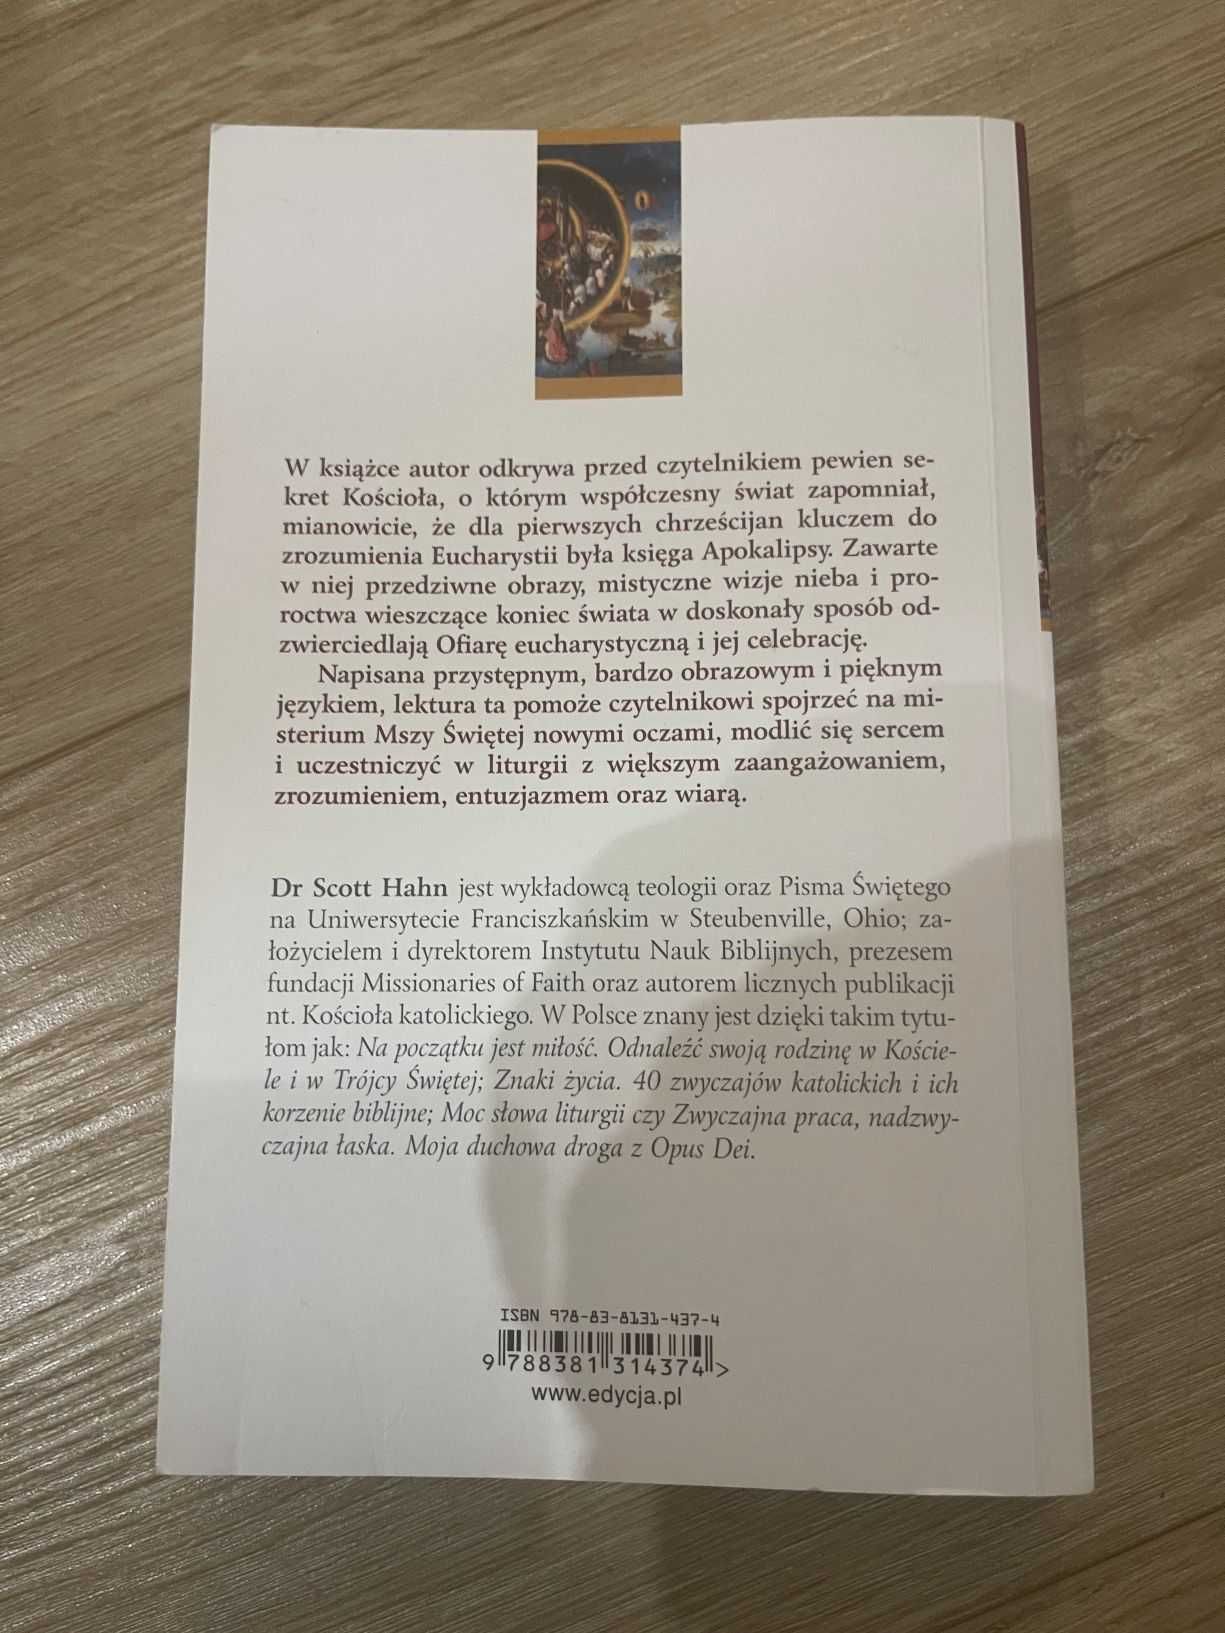 W książce autor odkrywa przed czytelnikiem pewien se-
kret Kościoła, o którym współczesny świat zapomniał,
mianowicie, że dla pierwszych chrześcijan kluczem do
zrozumienia Eucharystii była księga Apokalipsy. Zawarte
w niej przedziwne obrazy, mistyczne wizje nieba i pro-
roctwa wieszczące koniec świata w doskonały sposób od-
zwierciedlają Ofiarę eucharystyczną i jej celebrację.
Napisana przystępnym, bardzo obrazowym i pięknym
językiem, lektura ta pomoże czytelnikowi spojrzeć na mi-
sterium Mszy Świętej nowymi oczami, modlić się sercem
i uczestniczyć w liturgii z większym zaangażowaniem,
zrozumieniem, entuzjazmem oraz wiarą.
Dr Scott Hahn jest wykładowcą teologii oraz Pisma Świętego
na Uniwersytecie Franciszkańskim w Steubenville, Ohio; za-
łożycielem i dyrektorem Instytutu Nauk Biblijnych, prezesem
fundacji Missionaries of Faith oraz autorem licznych publikacji
nt. Kościoła katolickiego. W Polsce znany jest dzięki takim tytu-
łom jak: Na początku jest miłość. Odnaleźć swoją rodzinę w Koście-
le i w Trójcy Świętej; Znaki życia. 40 zwyczajów katolickich i ich
korzenie biblijne; Moc słowa liturgii czy Zwyczajna praca, nadzwy-
czajna łaska. Moja duchowa droga z Opus Dei.
ISBN 978-83-8131-437-4
9 788381 314374 >
www.edycja.pl